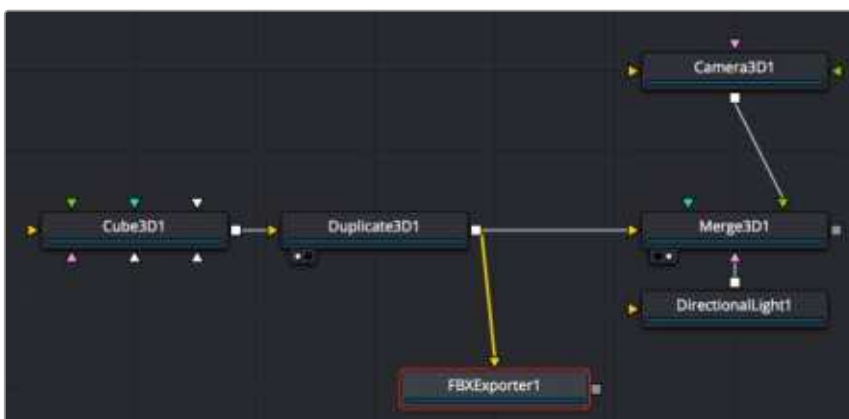 Camera3D1
Cube3D1
Duplicate3D1
Merge3D1
DirectionalLight1
FBXExporter1